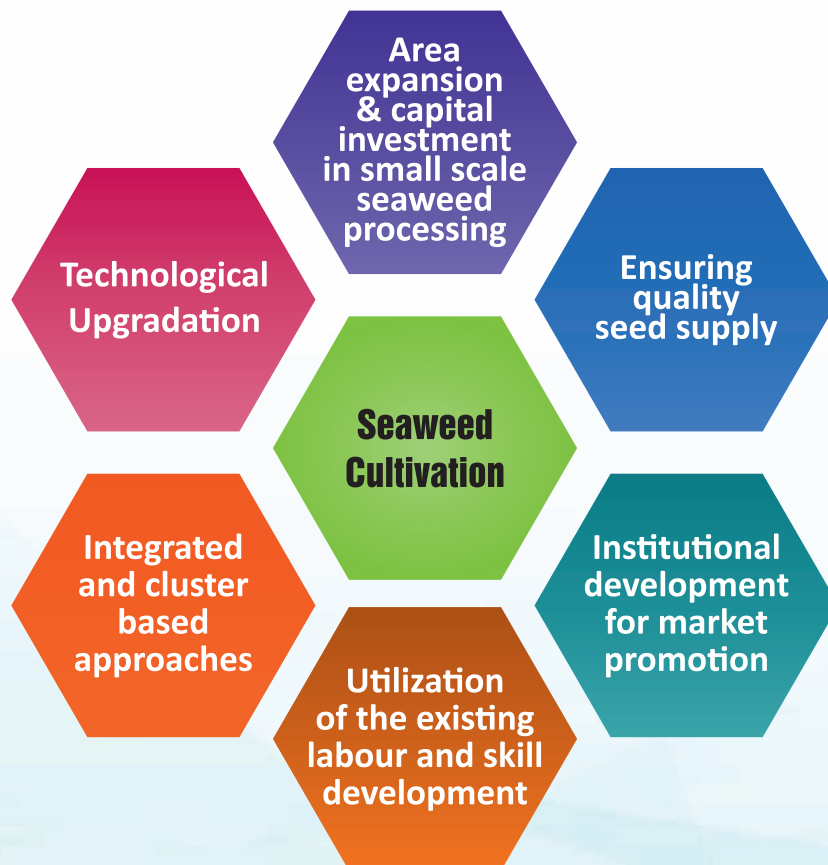 Area
expansion
& capital
investment
in small scale
seaweed
processing
Technological
Upgradation
Ensuring
quality
seed supply
Seaweed
Cultivation
Integrated
and cluster
based
approaches
Institutional
development
for market
promotion
Utilization
of the existing
labour and skill
development